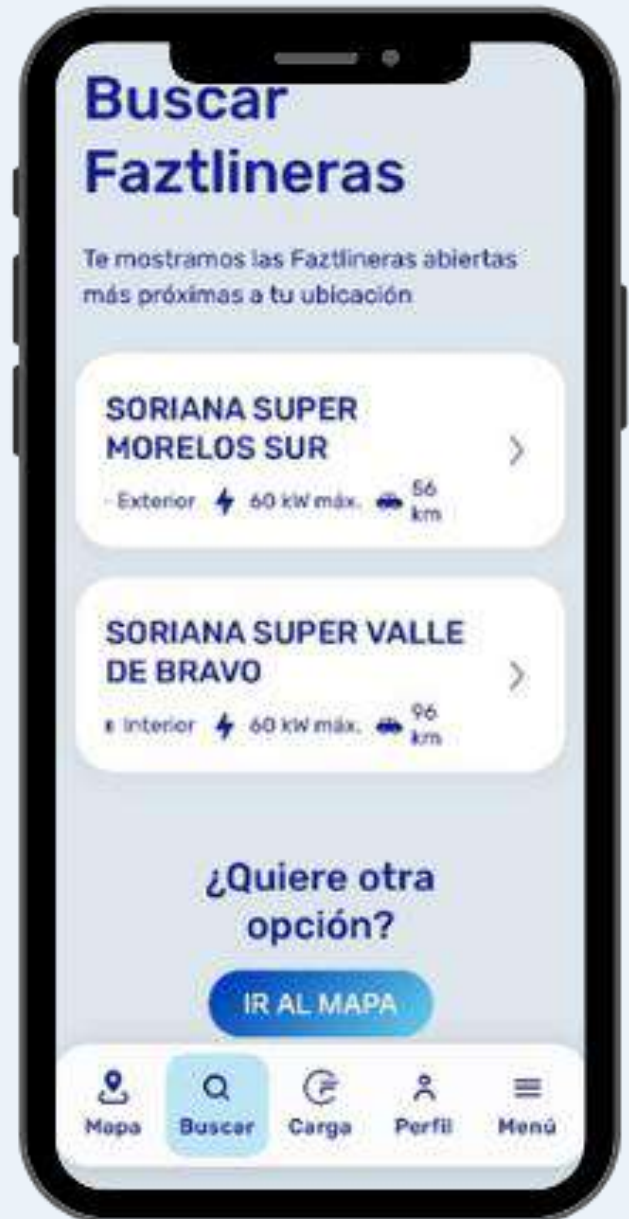 Buscar
Faztlineras
Te mostramos las Faztlineras abiertas
más próximas a tu ubicación
SORIANA SUPER
MORELOS SUR
Exterior 60 kW máx. 56
km
SORIANA SUPER VALLE
DE BRAVO
Interior 60 kW máx. 96
km
¿Quiere otra
opción?
IR AL MAPA
Mapa Buscar Carga Perfil Menú